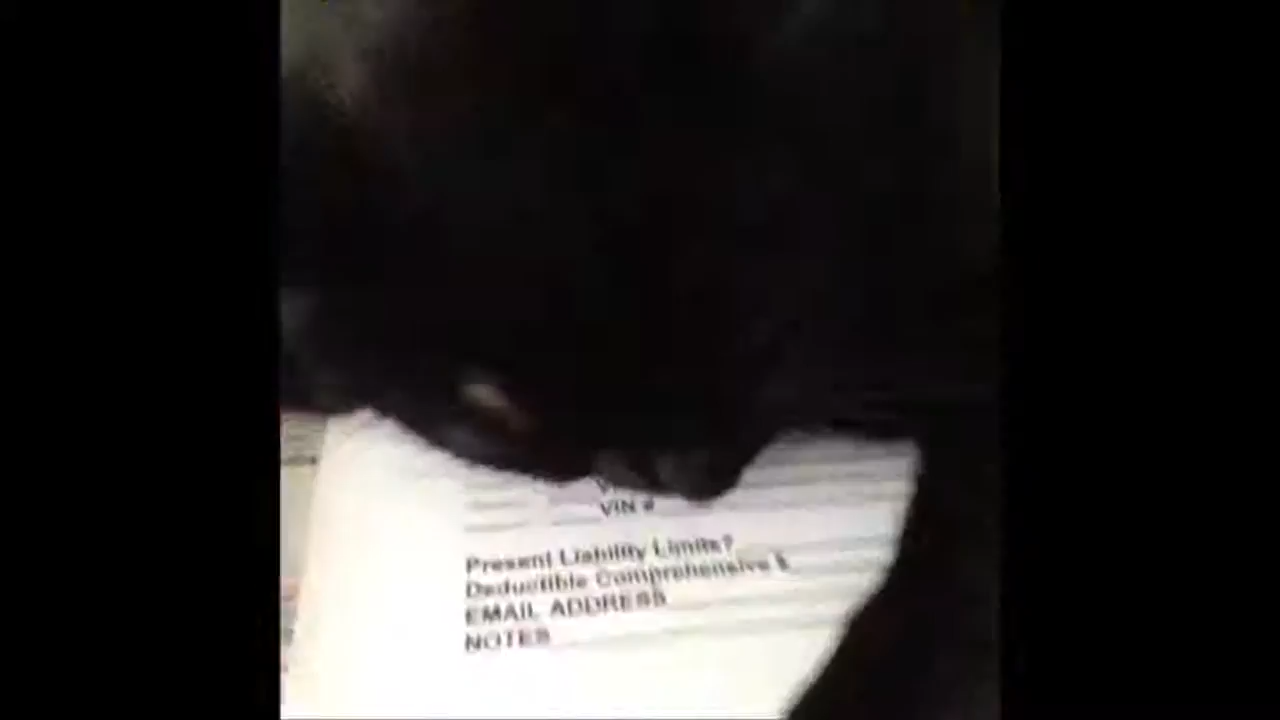 VIN #
Present Liability Limits?
Deductible Comprehensive $
EMAIL ADDRESS
NOTES